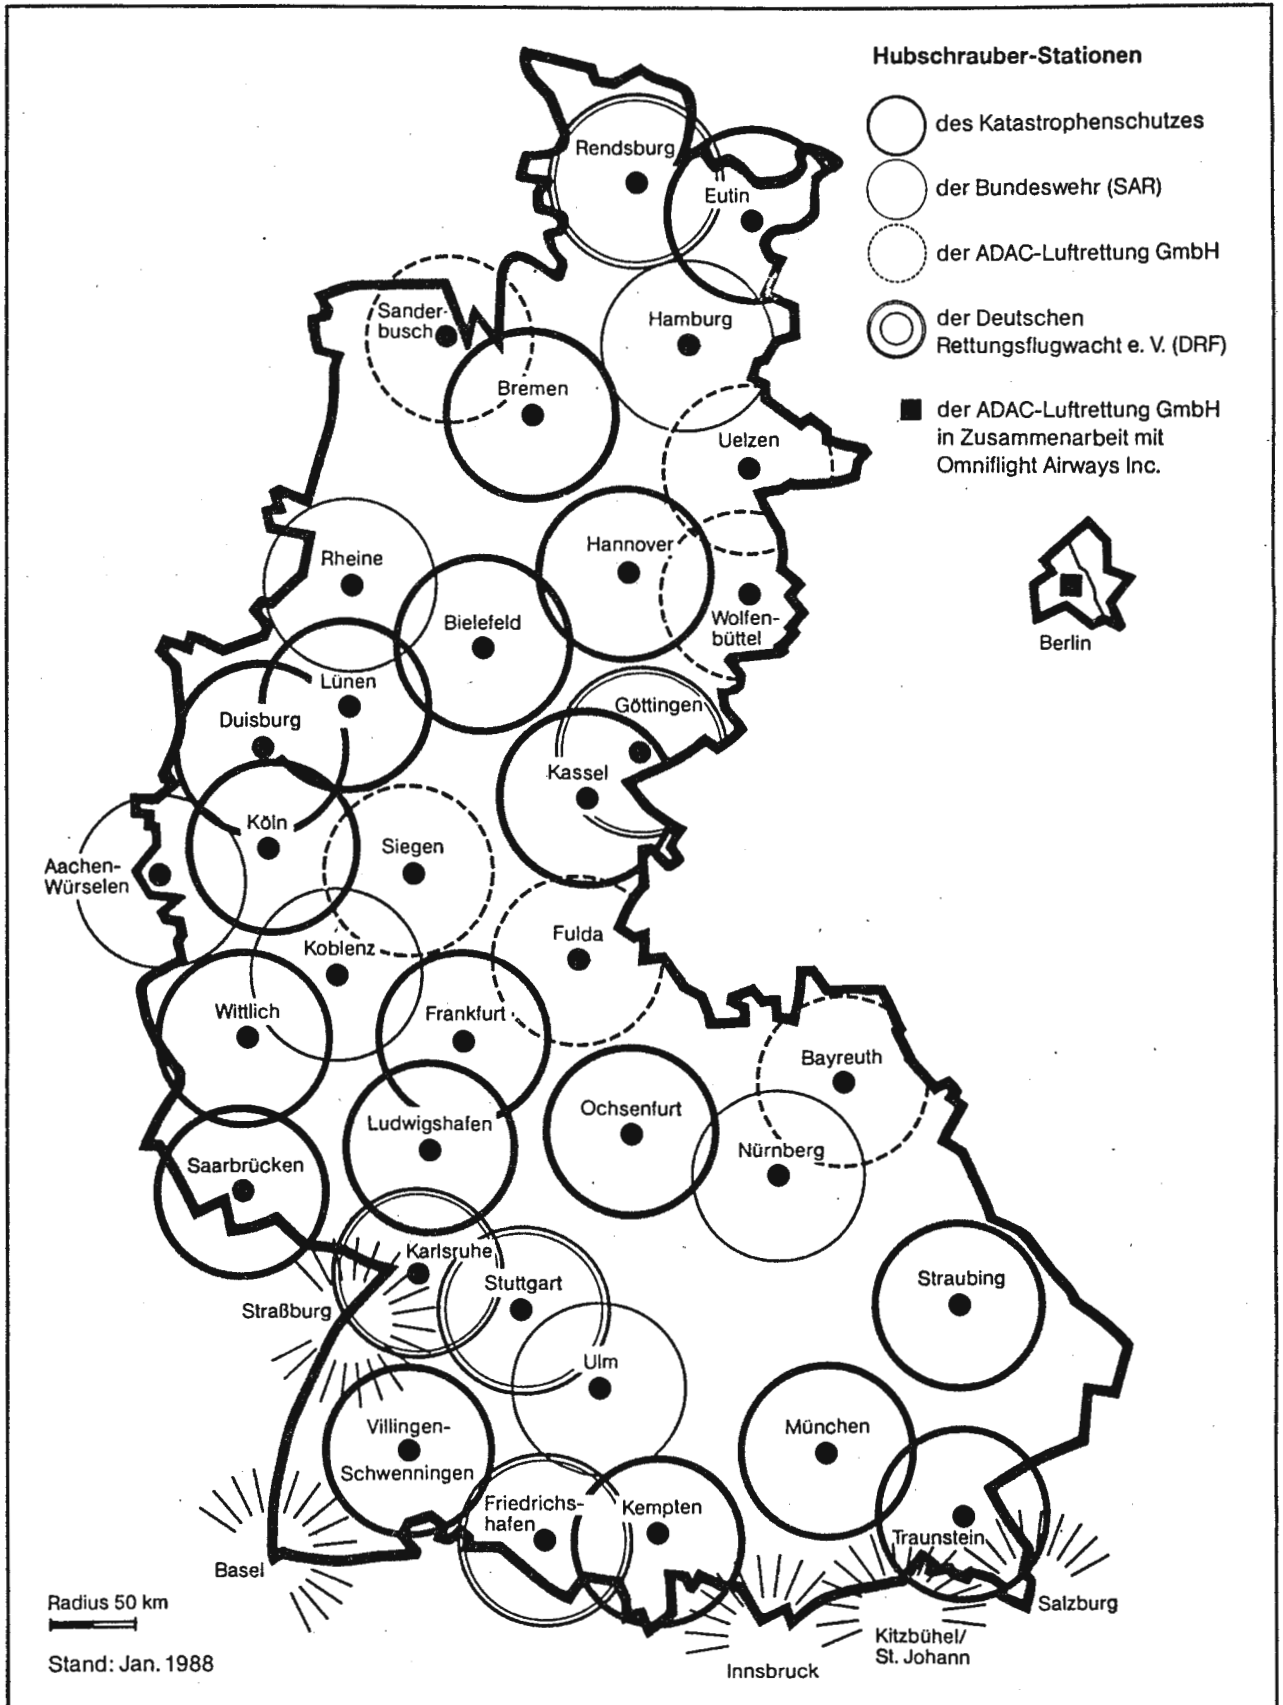 Hubschrauber-Stationen
des Katastrophenschutzes
der Bundeswehr (SAR)
der ADAC-Luftrettung GmbH
der Deutschen
Rettungsflugwacht e. V. (DRF)
der ADAC-Luftrettung GmbH
in Zusammenarbeit mit
Omniflight Airways Inc.
Rendsburg
Eutin
Sander-
busch
Hamburg
Bremen
Uelzen
Hannover
Rheine
Wolfen-
büttel
Bielefeld
Berlin
Lünen
Duisburg
Göttingen
Kassel
Köln
Siegen
Aachen-
Würselen
Fulda
Koblenz
Wittlich
Frankfurt
Bayreuth
Ochsenfurt
Ludwigshafen
Nürnberg
Saarbrücken
Karlsruhe
Stuttgart
Straubing
Straßburg
Ulm
Villingen-
Schwenningen
München
Friedrichs-
hafen
Kempten
Traunstein
Basel
Salzburg
Kitzbühel/
St. Johann
Innsbruck
Radius 50 km
Stand: Jan. 1988